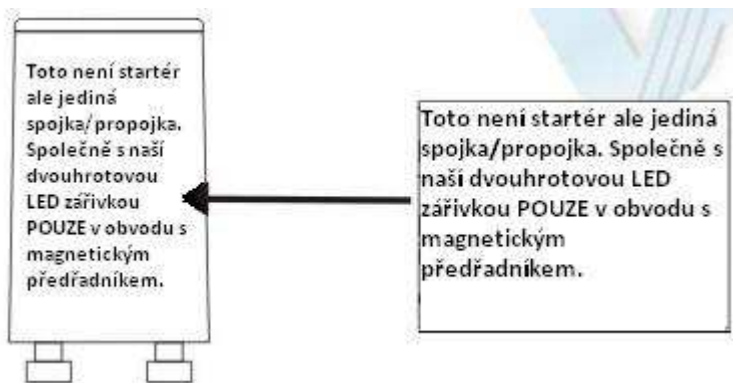 Toto není startér
ale jediná
spojka/propojka.
Společně s naší
dvouhrotovou
LED zářivkou
POUZE v obvodu s
magnetickým
předřadníkem.
Toto není startér ale jediná
spojka/propojka. Společně s
naší dvouhrotovou LED
zářivkou POUZE v obvodu s
magnetickým
předřadníkem.